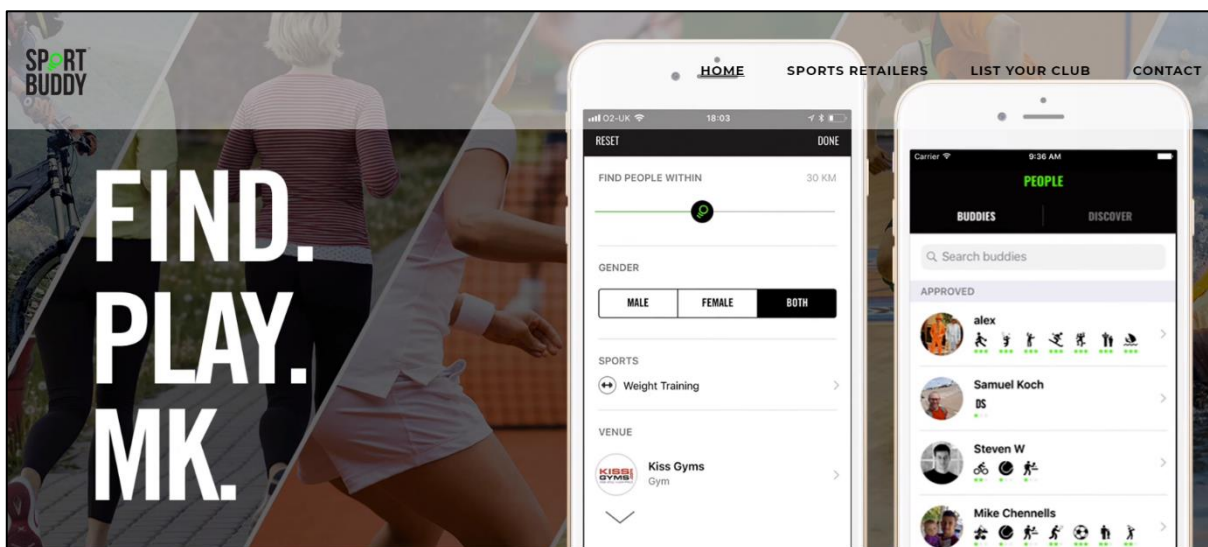 SPORT
BUDDY
HOME
SPORTS RETAILERS
LIST YOUR CLUB
CONTACT
FIND.
PLAY.
MK.
O2-UK
18:03
RESET
DONE
FIND PEOPLE WITHIN
30 KM
GENDER
MALE
FEMALE
BOTH
SPORTS
Weight Training
VENUE
KISS
GYMS
Kiss Gyms
Gym
Carrier
9:36 AM
PEOPLE
BUDDIES
DISCOVER
Search buddies
APPROVED
alex
Samuel Koch
DS
Steven W
Mike Chennells